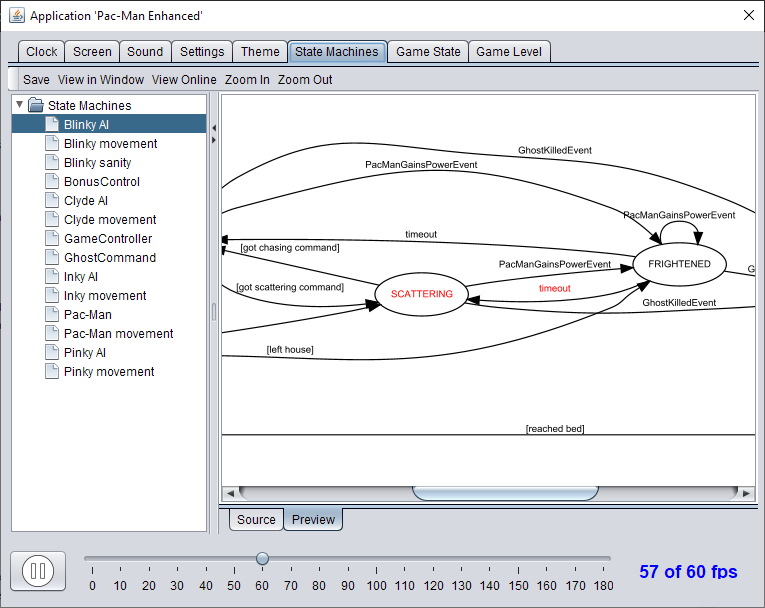 Application 'Pac-Man Enhanced'
Clock Screen Sound Settings Theme State Machines Game State Game Level
Save View in Window View Online Zoom In Zoom Out
State Machines
Blinky AI
Blinky movement
Blinky sanity
BonusControl
Clyde AI
Clyde movement
GameController
GhostCommand
Inky AI
Inky movement
Pac-Man
Pac-Man movement
Pinky AI
Pinky movement
GhostKilledEvent
PacManGainsPowerEvent
PacManGainsPowerEvent
timeout
[got chasing command]
PacManGainsPowerEvent
FRIGHTENED
G
[got scattering command]
SCATTERING
timeout
GhostKilledEvent
[left house]
[reached bed]
Source Preview
0 10 20 30 40 50 60 70 80 90 100 110 120 130 140 150 160 170 180
57 of 60 fps